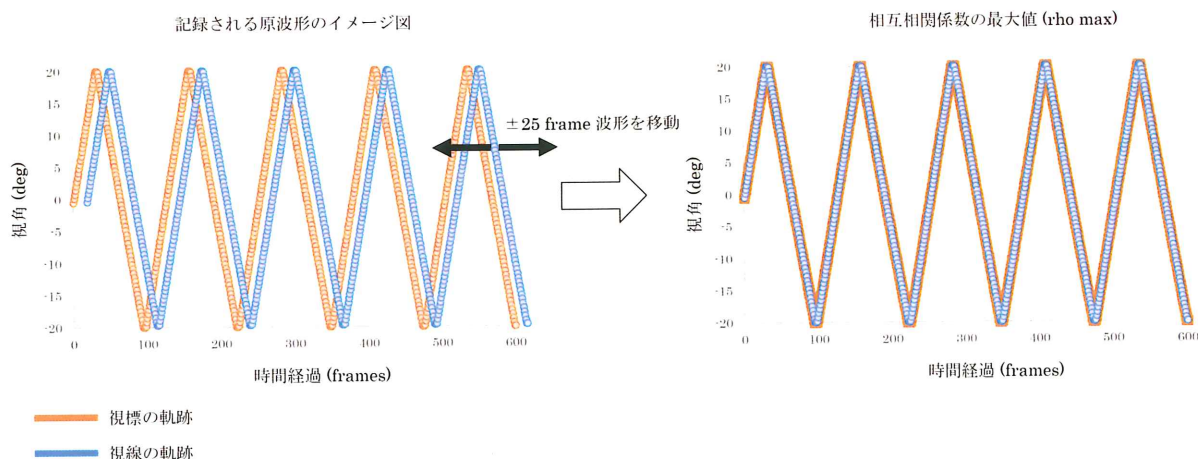 記録される原波形のイメージ図
相互相関係数の最大値 (rho max)
視角 (deg)
20
15
10
5
0
-5
-10
-15
-20
0 100 200 300 400 500 600
時間経過 (frames)
±25 frame 波形を移動
視角 (deg)
20
15
10
5
0
-5
-10
-15
-20
0 100 200 300 400 500 600
時間経過 (frames)
視標の軌跡
視線の軌跡